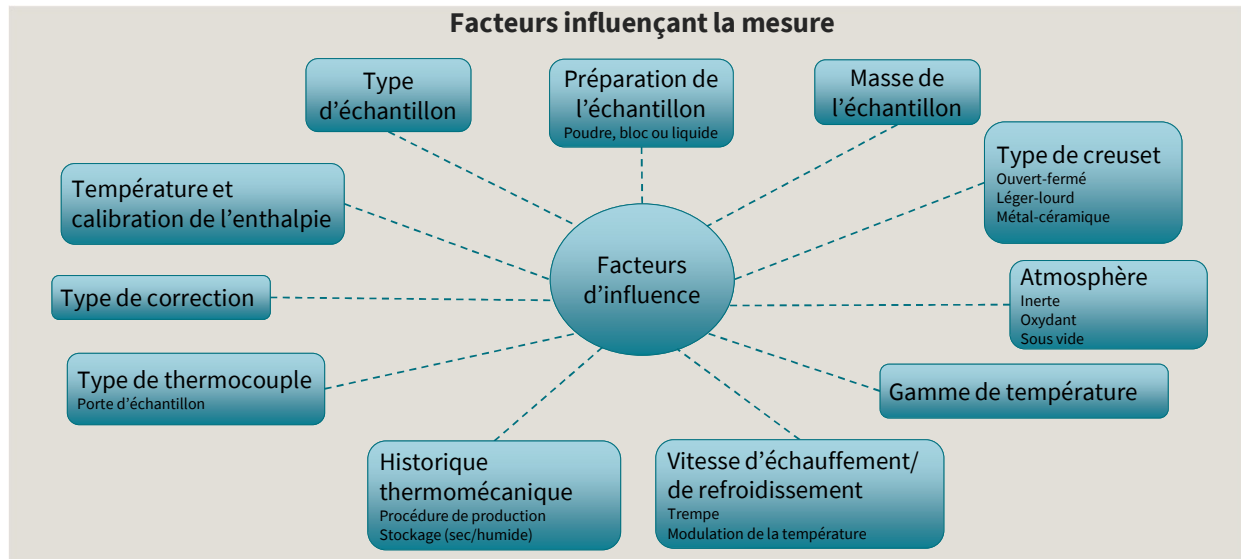 Facteurs influençant la mesure
Type
d’échantillon
Préparation de
l’échantillon
Poudre, bloc ou liquide
Masse de
l’échantillon
Type de creuset
Ouvert-fermé
Léger-lourd
Métal-céramique
Température et
calibration de l’enthalpie
Facteurs
d’influence
Type de correction
Atmosphère
Inerte
Oxydant
Sous vide
Type de thermocouple
Porte d’échantillon
Gamme de température
Historique
thermomécanique
Procédure de production
Stockage (sec/humide)
Vitesse d’échauffement/
de refroidissement
Trempe
Modulation de la température